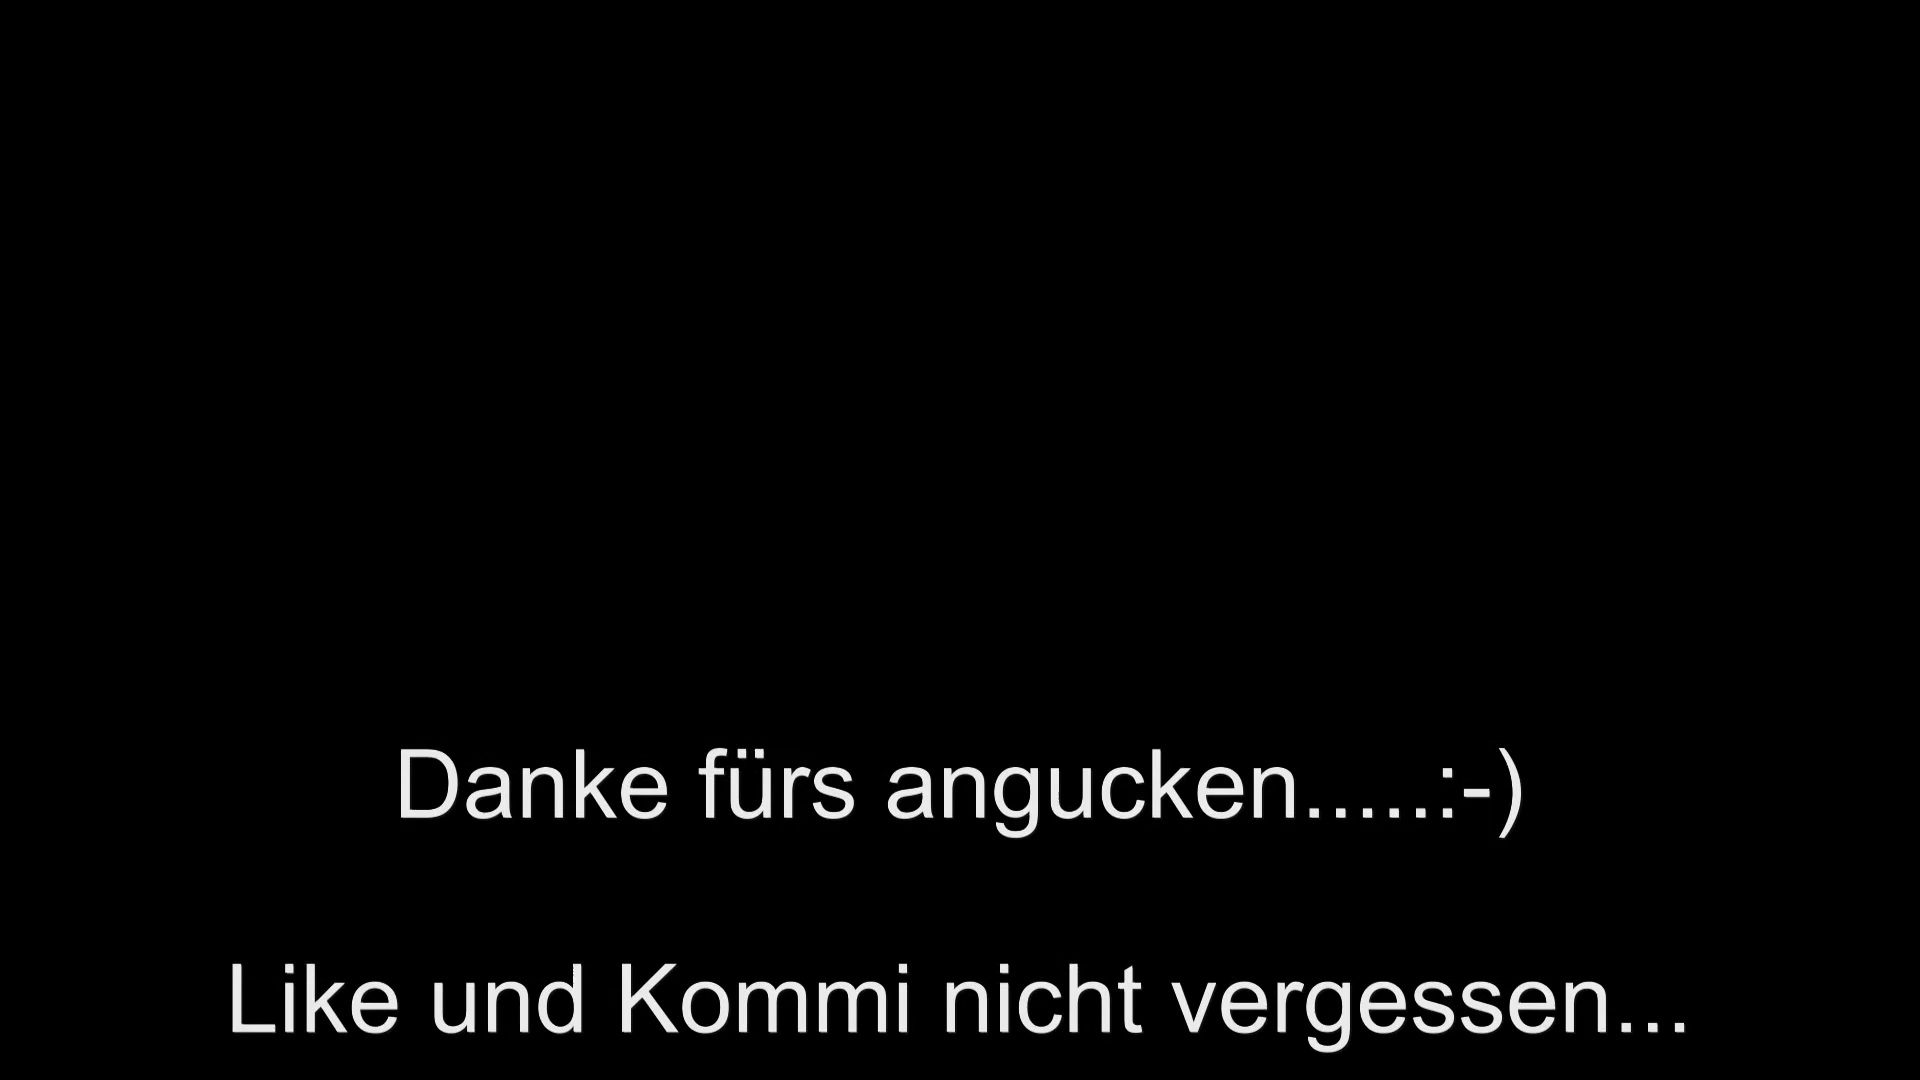 Danke fürs angucken.....:-)
Like und Kommi nicht vergessen...